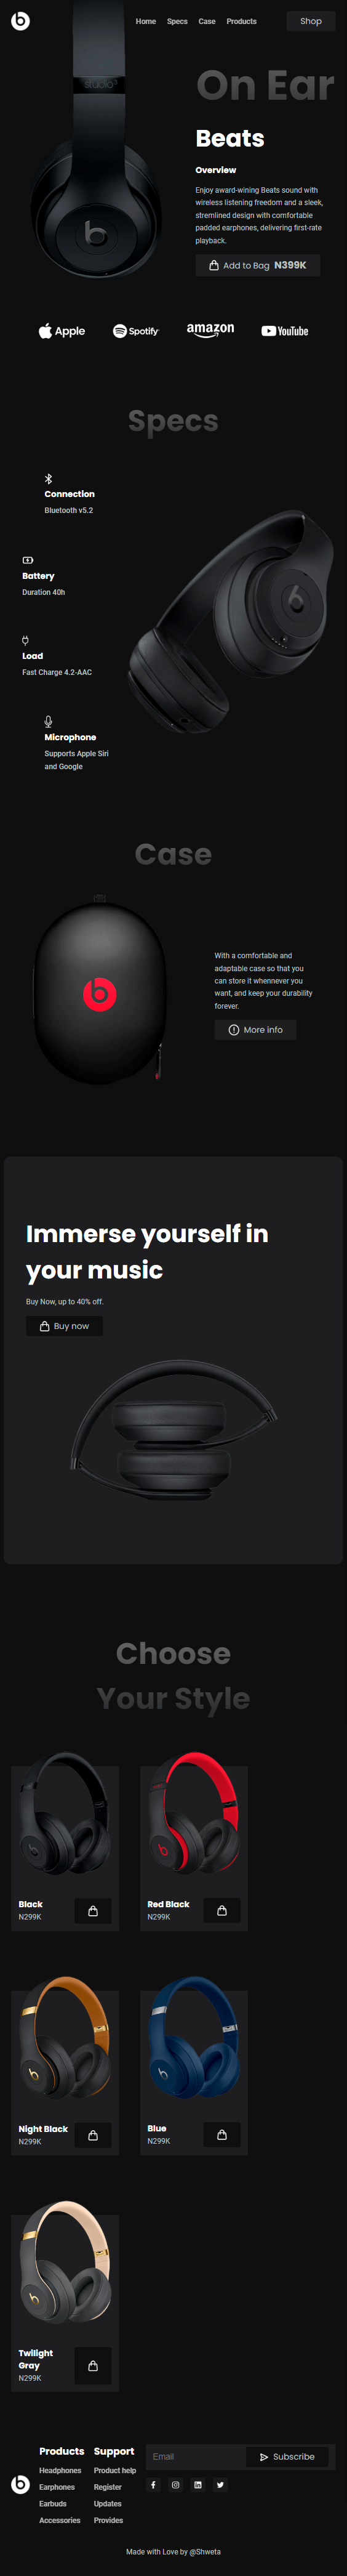 Home Specs Case Products Shop
On Ear
studio³
Beats
Overview
Enjoy award-wining Beats sound with
wireless listening freedom and a sleek,
stremlined design with comfortable
padded earphones, delivering first-rate
playback.
Add to Bag N399K
Apple Spotify amazon YouTube
Specs
Connection
Bluetooth v5.2
Battery
Duration 40h
Load
Fast Charge 4.2-AAC
Microphone
Supports Apple Siri
and Google
Case
With a comfortable and
adaptable case so that you
can store it whennever you
want, and keep your durability
forever.
More info
Immerse yourself in
your music
Buy Now, up to 40% off.
Buy now
Choose
Your Style
Black
N299K
Red Black
N299K
Night Black
N299K
Blue
N299K
Twilight
Gray
N299K
Products
Headphones
Earphones
Earbuds
Accessories
Support
Product help
Register
Updates
Provides
Email Subscribe
Made with Love by @Shweta